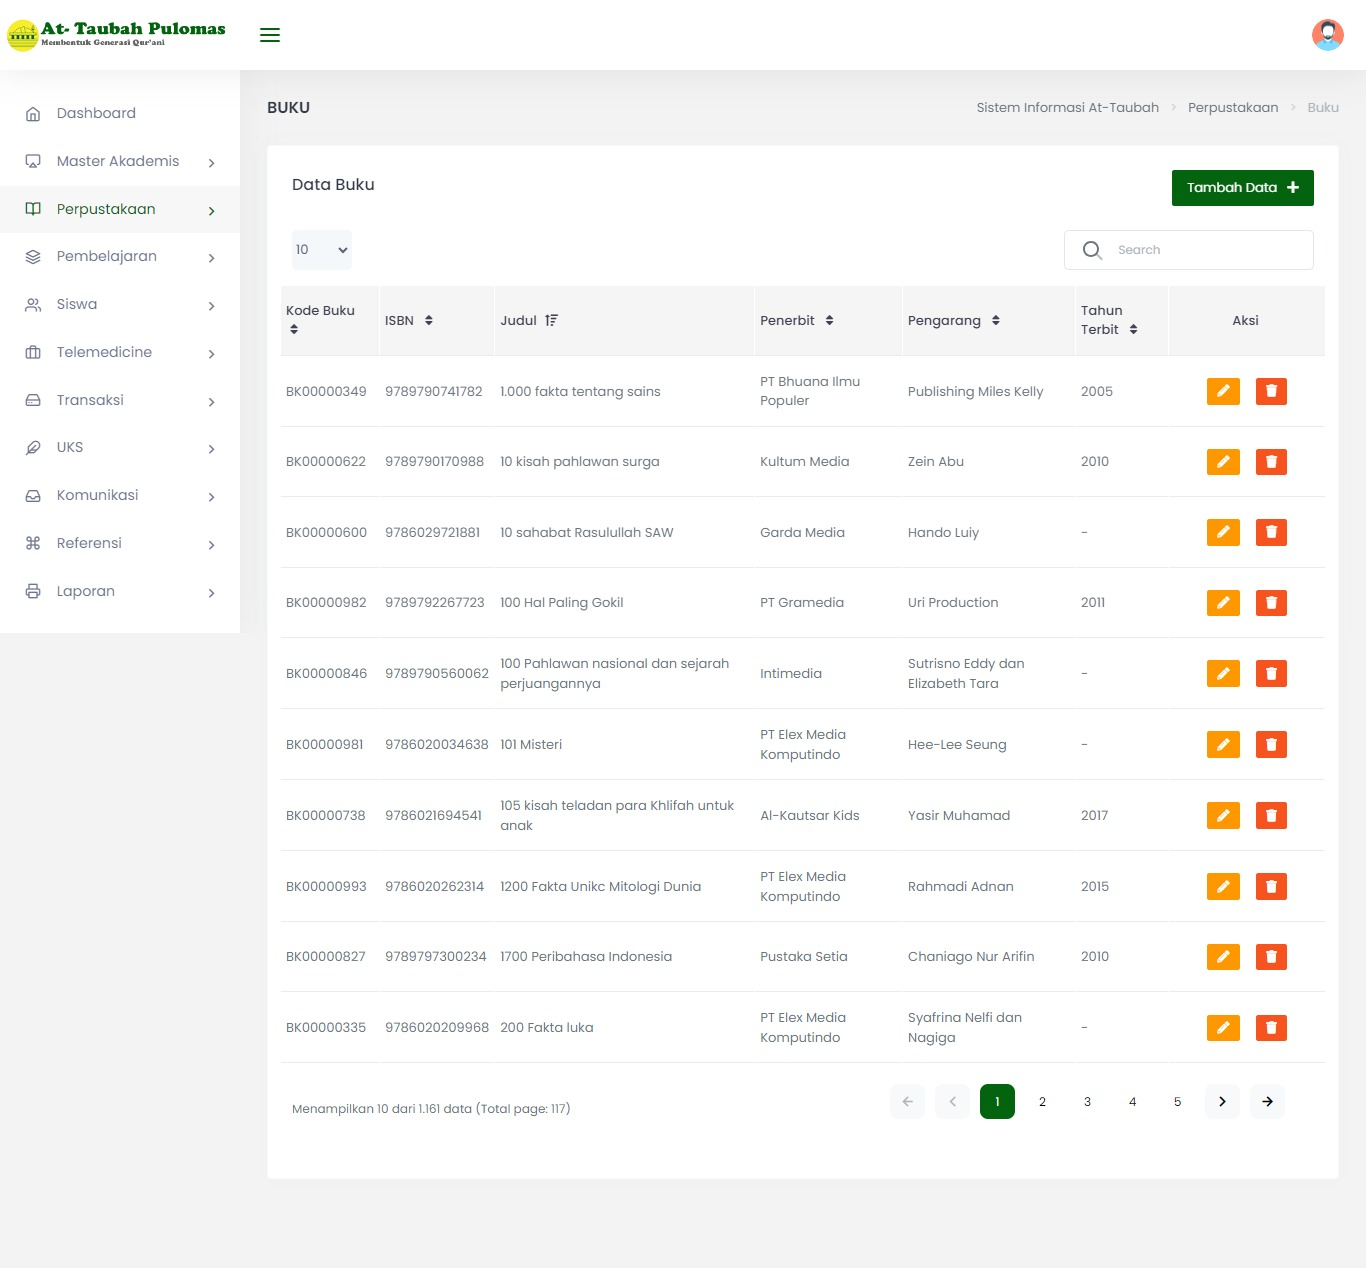 At- Taubah Pulomas
Membentuk Generasi Qur'ani
Dashboard
Master Akademis
Perpustakaan
Pembelajaran
Siswa
Telemedicine
Transaksi
UKS
Komunikasi
Referensi
Laporan
BUKU
Sistem Informasi At-Taubah > Perpustakaan > Buku
Data Buku
Tambah Data +
10
Search
Kode Buku ISBN Judul Penerbit Pengarang Tahun Terbit Aksi
BK00000349 9789790741782 1.000 fakta tentang sains PT Bhuana Ilmu Populer Publishing Miles Kelly 2005
BK00000622 9789790170988 10 kisah pahlawan surga Kultum Media Zein Abu 2010
BK00000600 9786029721881 10 sahabat Rasulullah SAW Garda Media Hando Luiy -
BK00000982 9789792267723 100 Hal Paling Gokil PT Gramedia Uri Production 2011
BK00000846 9789790560062 100 Pahlawan nasional dan sejarah perjuangannya Intimedia Sutrisno Eddy dan Elizabeth Tara -
BK00000981 9786020034638 101 Misteri PT Elex Media Komputindo Hee-Lee Seung -
BK00000738 9786021694541 105 kisah teladan para Khlifah untuk anak Al-Kautsar Kids Yasir Muhamad 2017
BK00000993 9786020262314 1200 Fakta Unikc Mitologi Dunia PT Elex Media Komputindo Rahmadi Adnan 2015
BK00000827 9789797300234 1700 Peribahasa Indonesia Pustaka Setia Chaniago Nur Arifin 2010
BK00000335 9786020209968 200 Fakta luka PT Elex Media Komputindo Syafrina Nelfi dan Nagiga -
Menampilkan 10 dari 1.161 data (Total page: 117)
1 2 3 4 5